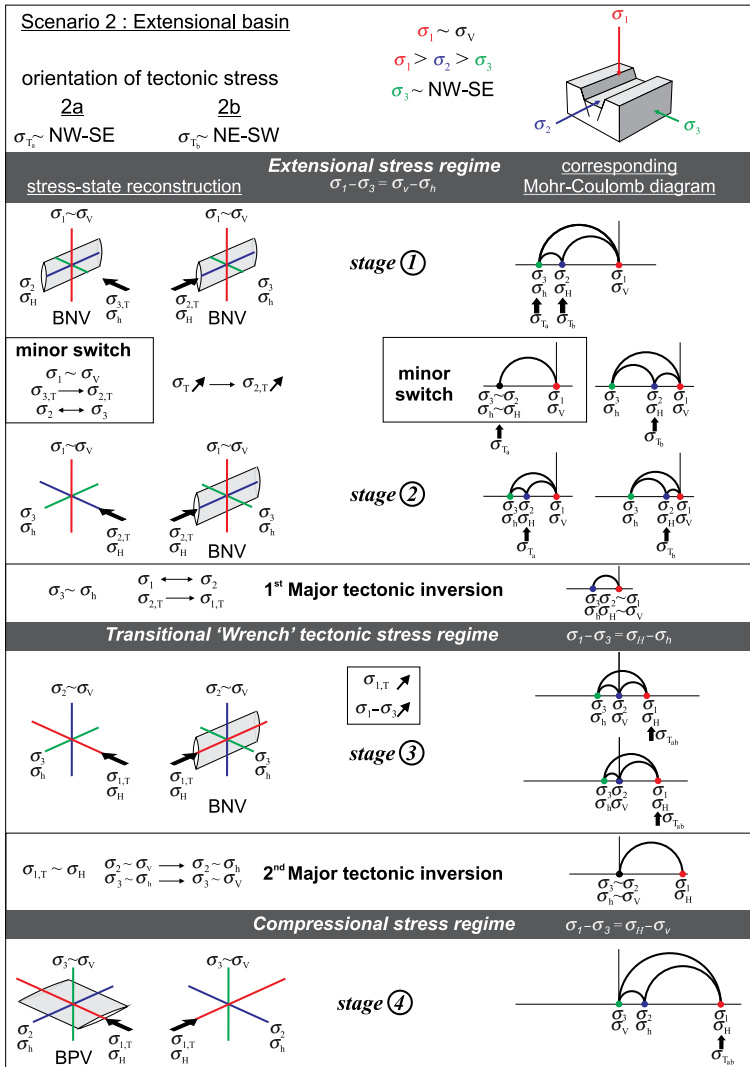 Scenario 2 : Extensional basin
orientation of tectonic stress
2a 2b
σTa~ NW-SE σTb~ NE-SW
σ1 ~ σV
σ1 > σ2 > σ3
σ3 ~ NW-SE
σ1
σ2
σ3
Extensional stress regime
σ1−σ3 = σv−σh
stress-state reconstruction
corresponding
Mohr-Coulomb diagram
σ1~σV σ1~σV
σ2
σH
σ3,T
σh
BNV
σ2,T
σH
σ3
σh
BNV
stage 1
σ3 σ2 σ1
σh σH σV
σTa σTb
minor switch
σ1 ~ σV
σ3,T → σ2,T
σ2 ↔ σ3
σT ↗ → σ2,T ↗
minor
switch
σ3~σ2 σ1
σh~σH σV
σTa
σ3 σ2 σ1
σh σH σV
σTb
σ1~σV σ1~σV
σ3
σh
σ2,T
σH
σ2,T
σH
σ3
σh
BNV
stage 2
σ3 σ2 σ1
σh σH σV
σTa
σ3 σ2 σ1
σh σH σV
σTb
σ3~ σh
σ1 ↔ σ2
σ2,T → σ1,T
1st Major tectonic inversion
σ3 σ2~σ1
σh σH~σV
Transitional ‘Wrench’ tectonic stress regime σ1−σ3 = σH−σh
σ2~σV σ2~σV
σ3
σh
σ1,T
σH
σ1,T
σH
σ3
σh
BNV
σ1,T ↗
σ1−σ3 ↗
stage 3
σ3 σ2 σ1
σh σV σH
σTab
σ3 σ2 σ1
σh σV σH
σTab
σ1,T ~ σH
σ2~ σv → σ2~ σh
σ3~ σh → σ3~ σV
2nd Major tectonic inversion
σ3~σ2 σ1
σh~σV σH
Compressional stress regime σ1−σ3 = σH−σv
σ3~σV σ3~σV
σ2
σh
σ1,T
σH
BPV
σ1,T
σH
σ2
σh
stage 4
σ3 σ2 σ1
σV σh σH
σTab